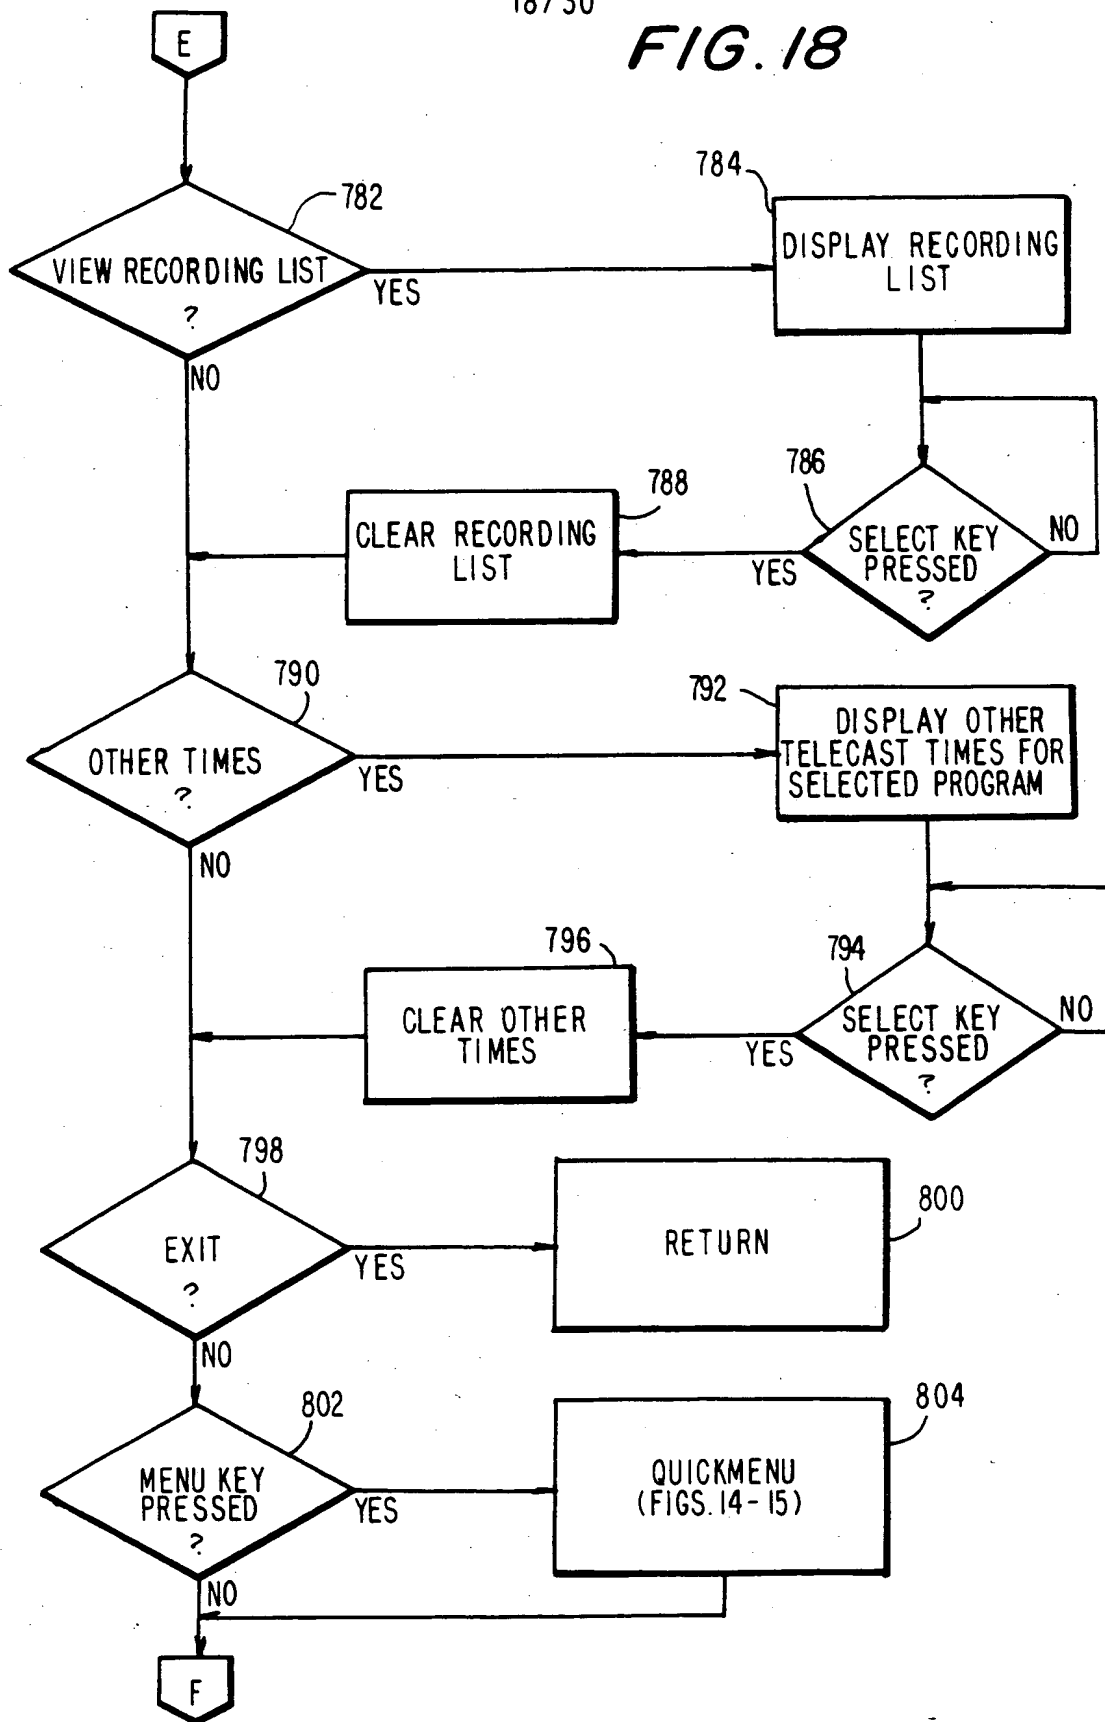 18/30
FIG. 18
E
782
VIEW RECORDING LIST
?
YES
NO
784
DISPLAY RECORDING
LIST
786
SELECT KEY
PRESSED
?
NO
YES
788
CLEAR RECORDING
LIST
790
OTHER TIMES
?
YES
NO
792
DISPLAY OTHER
TELECAST TIMES FOR
SELECTED PROGRAM
794
SELECT KEY
PRESSED
?
NO
YES
796
CLEAR OTHER
TIMES
798
EXIT
?
YES
NO
800
RETURN
802
MENU KEY
PRESSED
?
YES
NO
804
QUICKMENU
(FIGS. 14-15)
F